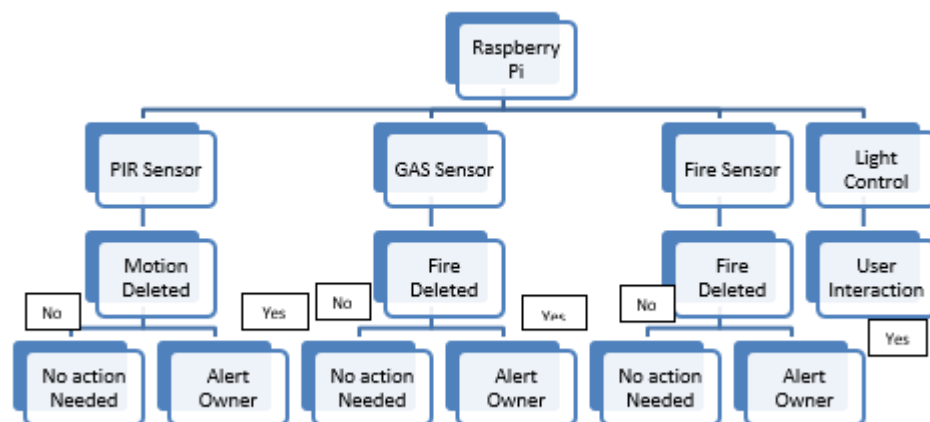 Raspberry
Pi
PIR Sensor
GAS Sensor
Fire Sensor
Light
Control
Motion
Deleted
Fire
Deleted
Fire
Deleted
User
Interaction
No
Yes
No
Yes
No
Yes
No action
Needed
Alert
Owner
No action
Needed
Alert
Owner
No action
Needed
Alert
Owner